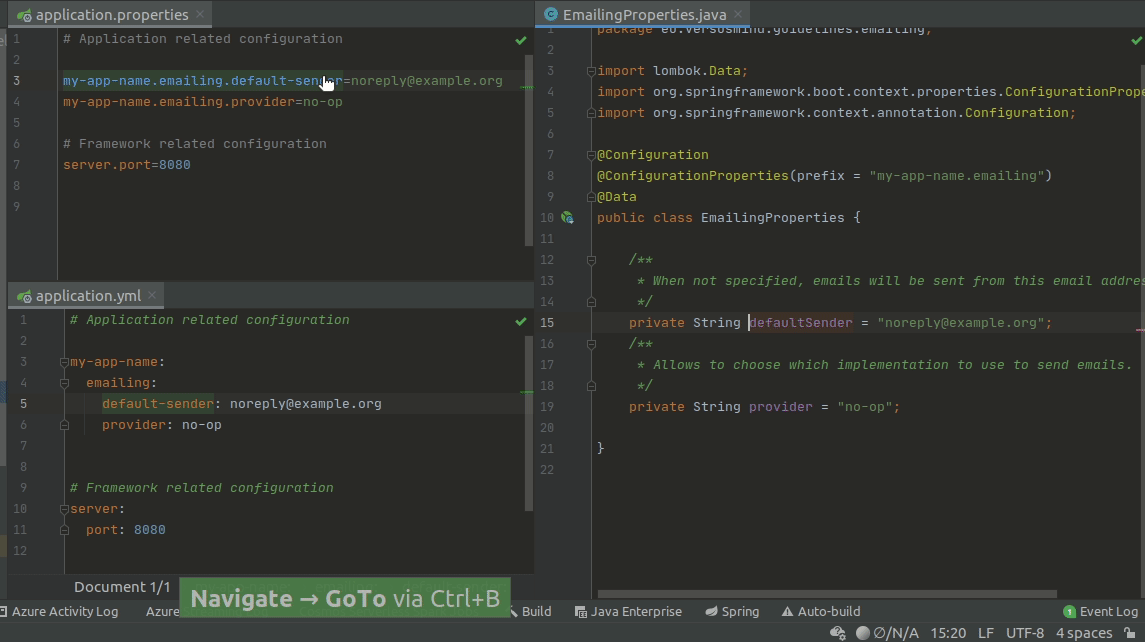 application.properties
1 # Application related configuration
2
3 my-app-name.emailing.default-sender=noreply@example.org
4 my-app-name.emailing.provider=no-op
5
6 # Framework related configuration
7 server.port=8080
8
9
application.yml
1 # Application related configuration
2
3 my-app-name:
4 emailing:
5 default-sender: noreply@example.org
6 provider: no-op
7
8
9 # Framework related configuration
10 server:
11 port: 8080
12
Document 1/1
EmailingProperties.java
1 package eu.versusmind.guidelines.emailing;
2
3 import lombok.Data;
4 import org.springframework.boot.context.properties.ConfigurationPrope
5 import org.springframework.context.annotation.Configuration;
6
7 @Configuration
8 @ConfigurationProperties(prefix = "my-app-name.emailing")
9 @Data
10 public class EmailingProperties {
11
12 /**
13 * When not specified, emails will be sent from this email addres
14 */
15 private String defaultSender = "noreply@example.org";
16 /**
17 * Allows to choose which implementation to use to send emails.
18 */
19 private String provider = "no-op";
20
21 }
22
Navigate → GoTo via Ctrl+B
Azure Activity Log Azure Build Java Enterprise Spring Auto-build 1 Event Log
∅/N/A 15:20 LF UTF-8 4 spaces